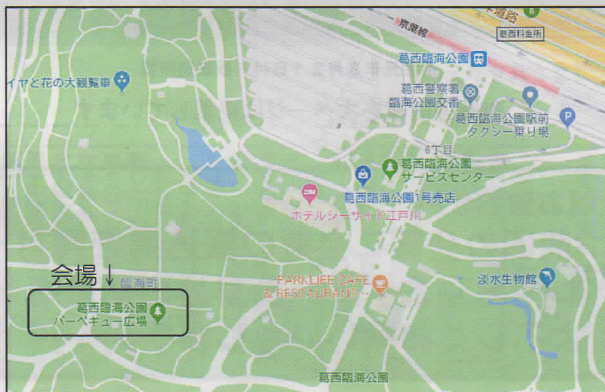 京葉線
葛西料金所
葛西臨海公園
イヤと花の大観覧車
葛西警察署
臨海公園交番
葛西臨海公園駅前
タクシー乗り場
P
6丁目
葛西臨海公園
サービスセンター
葛西臨海公園1号売店
ホテルシーサイド江戸川
会場↓
臨海町
PARKLIFE CAFE
& RESTAURANT
淡水生物館
葛西臨海公園
バーベキュー広場
葛西臨海公園